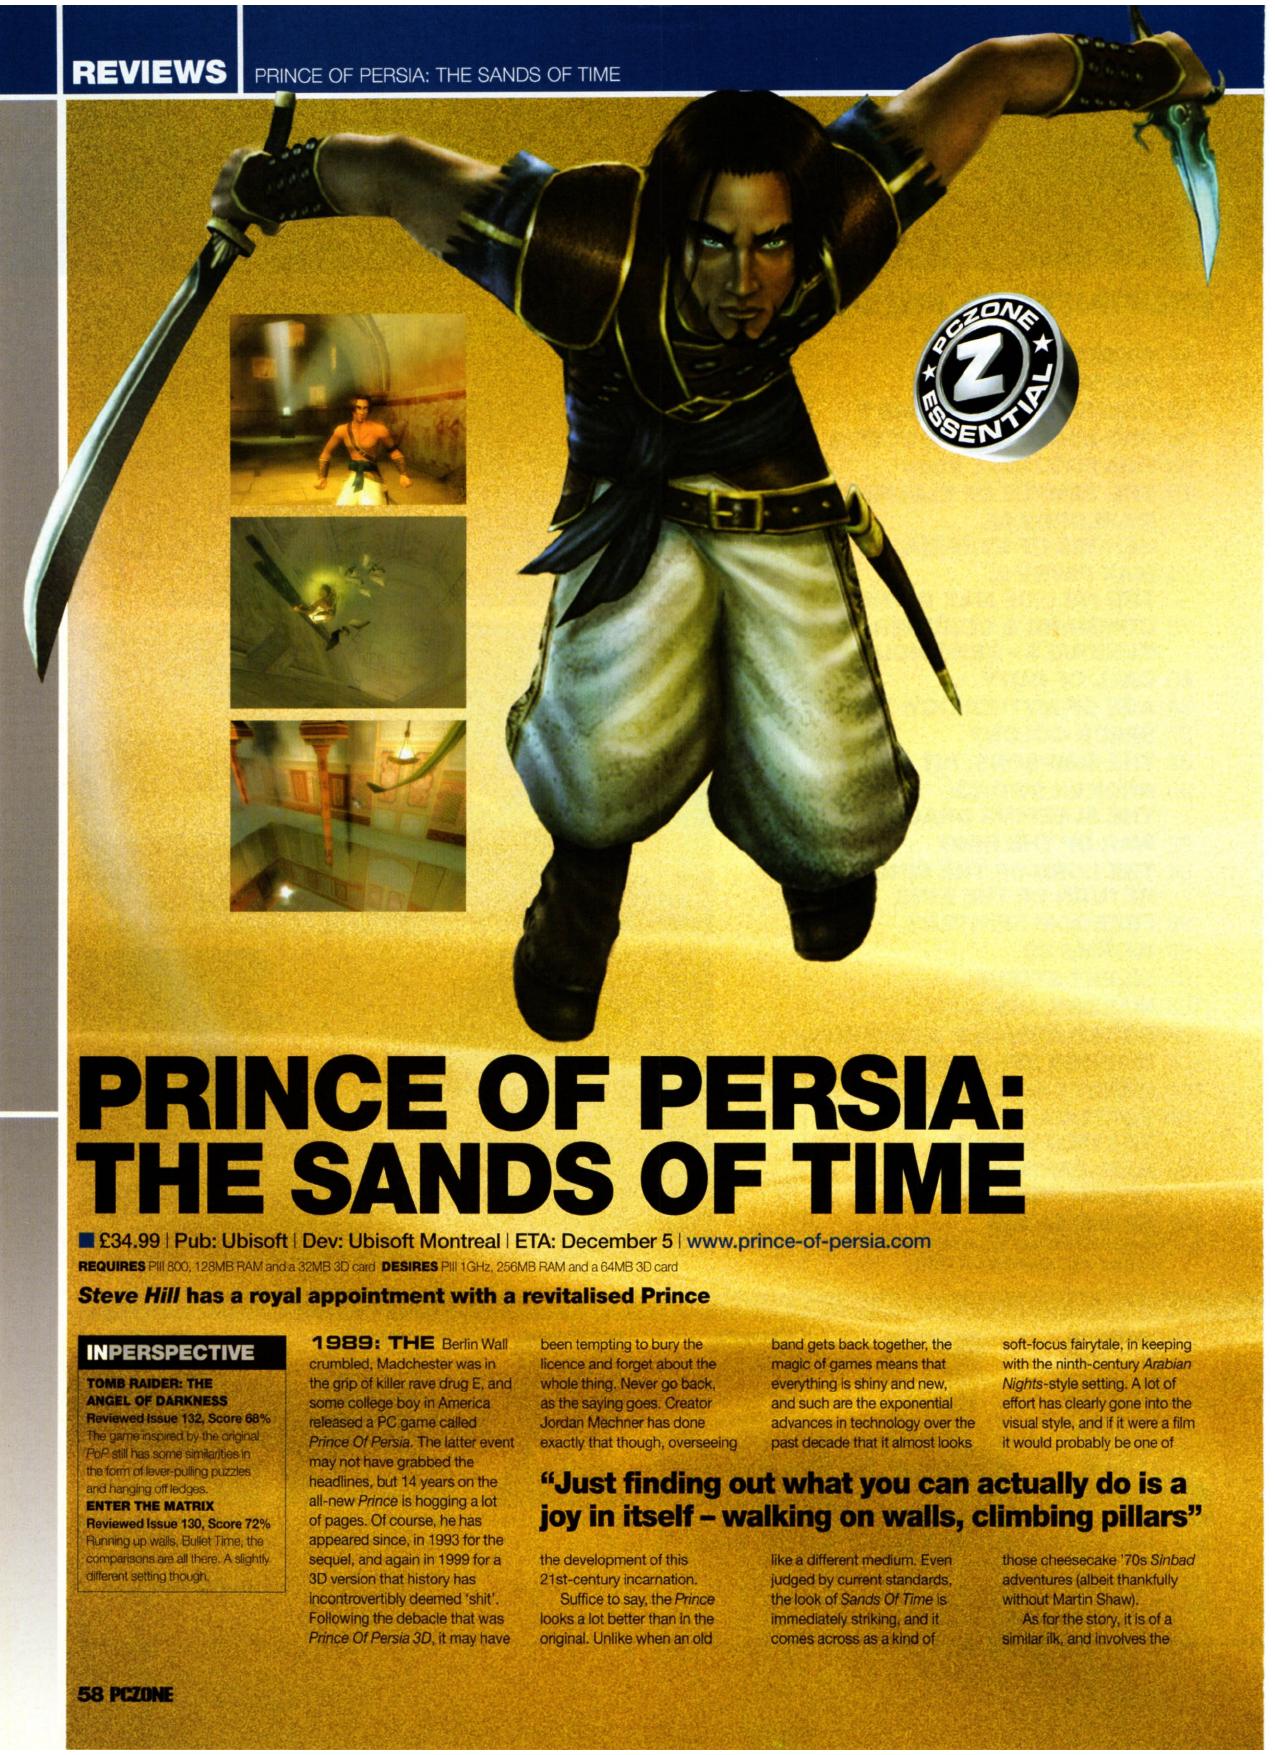 REVIEWS
PRINCE OF PERSIA: THE SANDS OF TIME
PCZONE
Z
ESSENTIAL
PRINCE OF PERSIA:
THE SANDS OF TIME
£34.99 | Pub: Ubisoft | Dev: Ubisoft Montreal | ETA: December 5 | www.prince-of-persia.com
REQUIRES PIII 800, 128MB RAM and a 32MB 3D card DESIRES PIII 1GHz, 256MB RAM and a 64MB 3D card
Steve Hill has a royal appointment with a revitalised Prince
INPERSPECTIVE
TOMB RAIDER: THE
ANGEL OF DARKNESS
Reviewed Issue 132, Score 68%
The game inspired by the original
PoP still has some similarities in
the form of lever-pulling puzzles
and hanging off ledges.
ENTER THE MATRIX
Reviewed Issue 130, Score 72%
Running up walls, Bullet Time, the
comparisons are all there. A slightly
different setting though.
1989: THE Berlin Wall
crumbled, Madchester was in
the grip of killer rave drug E, and
some college boy in America
released a PC game called
Prince Of Persia. The latter event
may not have grabbed the
headlines, but 14 years on the
all-new Prince is hogging a lot
of pages. Of course, he has
appeared since, in 1993 for the
sequel, and again in 1999 for a
3D version that history has
incontrovertibly deemed 'shit'.
Following the debacle that was
Prince Of Persia 3D, it may have
been tempting to bury the
licence and forget about the
whole thing. Never go back,
as the saying goes. Creator
Jordan Mechner has done
exactly that though, overseeing
the development of this
21st-century incarnation.
Suffice to say, the Prince
looks a lot better than in the
original. Unlike when an old
band gets back together, the
magic of games means that
everything is shiny and new,
and such are the exponential
advances in technology over the
past decade that it almost looks
like a different medium. Even
judged by current standards,
the look of Sands Of Time is
immediately striking, and it
comes across as a kind of
soft-focus fairytale, in keeping
with the ninth-century Arabian
Nights-style setting. A lot of
effort has clearly gone into the
visual style, and if it were a film
it would probably be one of
those cheesecake '70s Sinbad
adventures (albeit thankfully
without Martin Shaw).
As for the story, it is of a
similar ilk, and involves the
“Just finding out what you can actually do is a
joy in itself – walking on walls, climbing pillars”
58 PCZONE